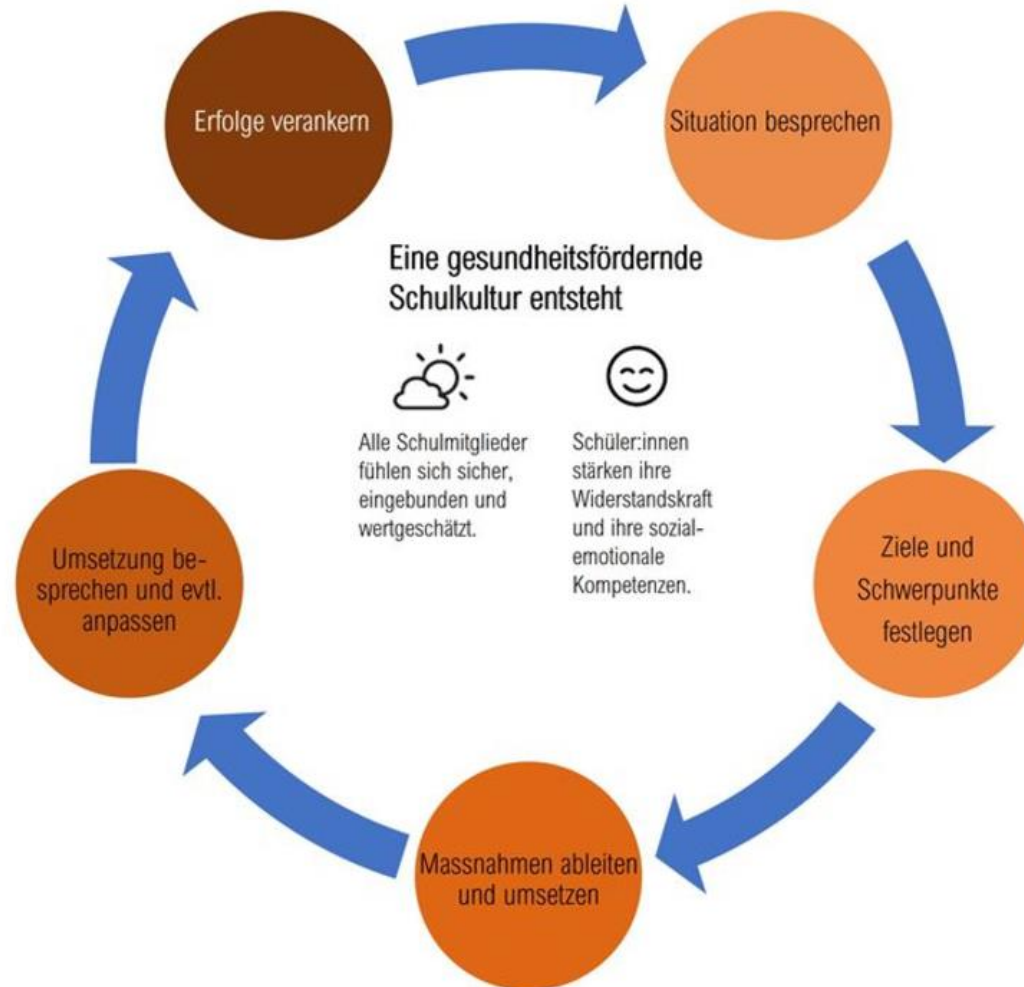 Erfolge verankern
Situation besprechen
Eine gesundheitsfördernde
Schulkultur entsteht
Alle Schulmitglieder
fühlen sich sicher,
eingebunden und
wertgeschätzt.
Schüler:innen
stärken ihre
Widerstandskraft
und ihre sozial-
emotionale
Kompetenzen.
Ziele und
Schwerpunkte
festlegen
Massnahmen ableiten
und umsetzen
Umsetzung be-
sprechen und evtl.
anpassen